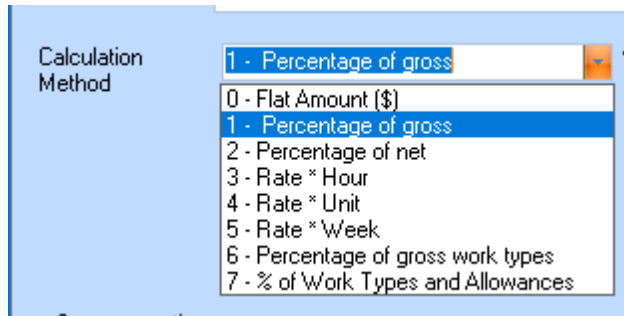 Calculation
Method
1 -  Percentage of gross
0 - Flat Amount ($)
1 -  Percentage of gross
2 - Percentage of net
3 - Rate * Hour
4 - Rate * Unit
5 - Rate * Week
6 - Percentage of gross work types
7 - % of Work Types and Allowances